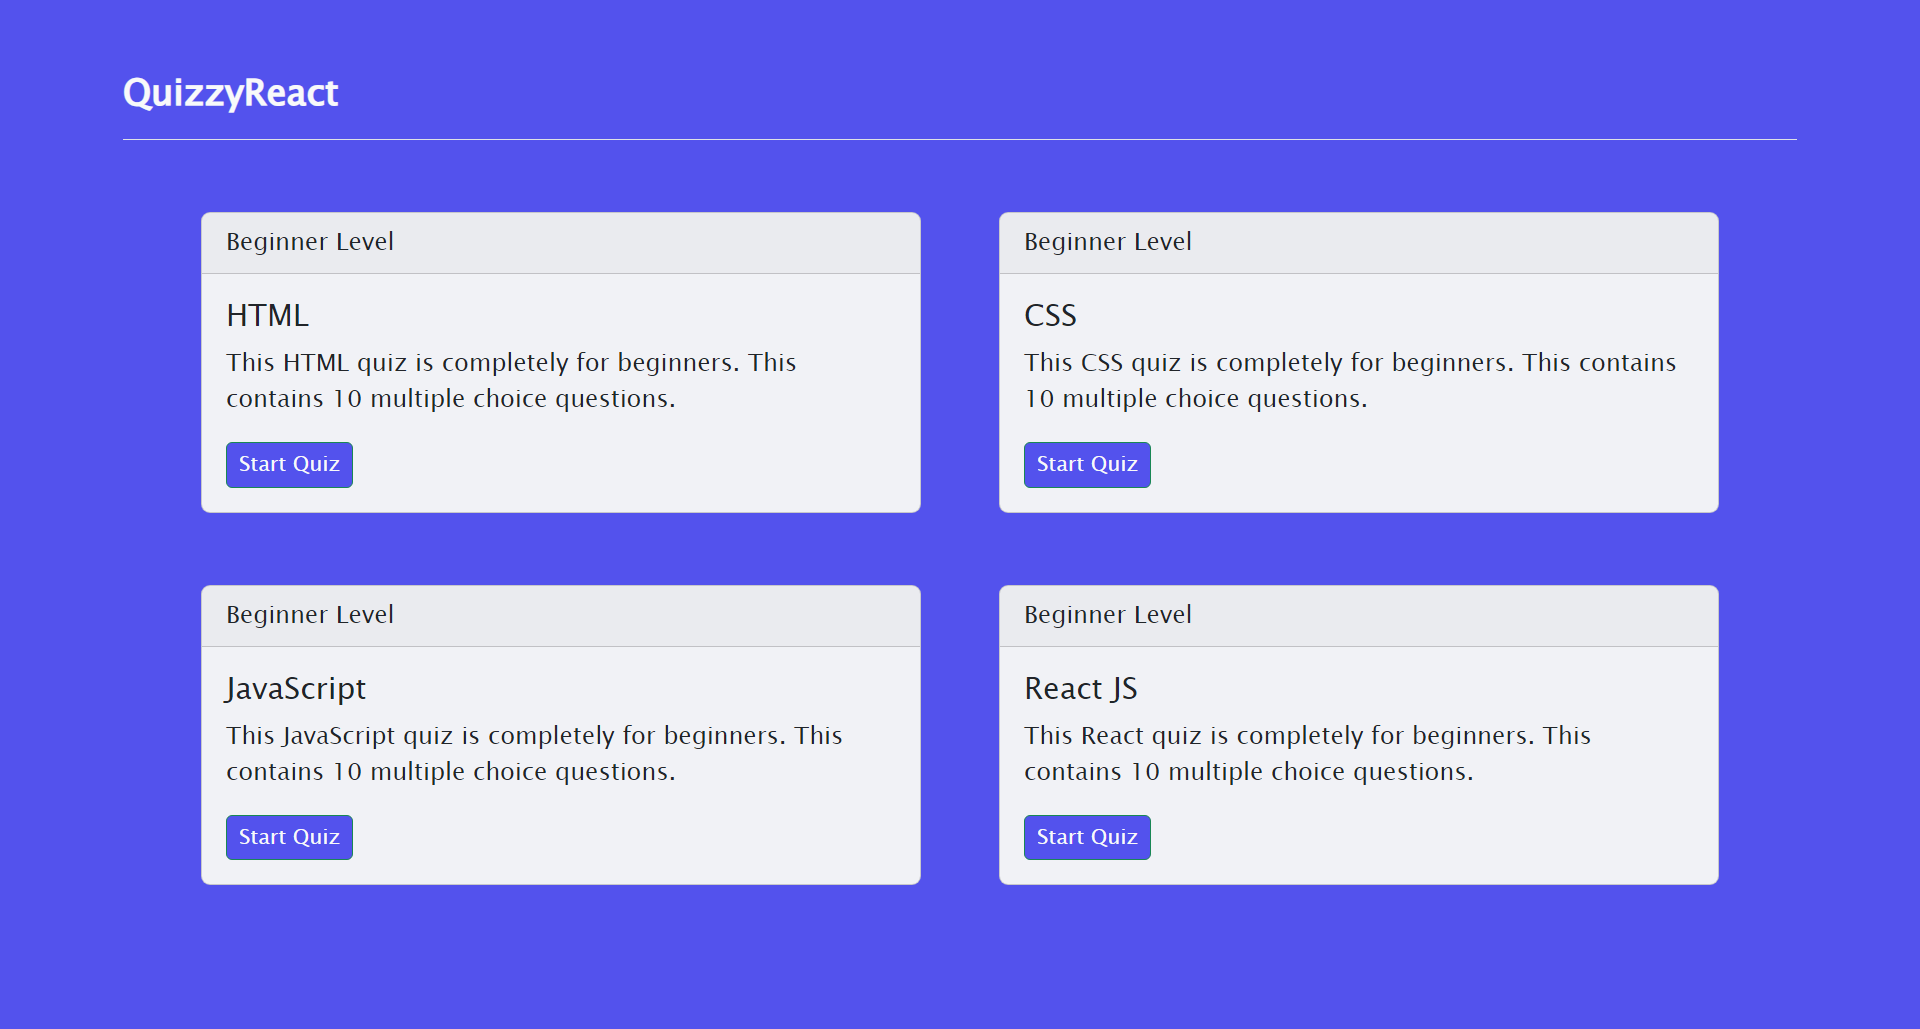 QuizzyReact
Beginner Level
HTML
This HTML quiz is completely for beginners. This
contains 10 multiple choice questions.
Start Quiz
Beginner Level
CSS
This CSS quiz is completely for beginners. This contains
10 multiple choice questions.
Start Quiz
Beginner Level
JavaScript
This JavaScript quiz is completely for beginners. This
contains 10 multiple choice questions.
Start Quiz
Beginner Level
React JS
This React quiz is completely for beginners. This
contains 10 multiple choice questions.
Start Quiz